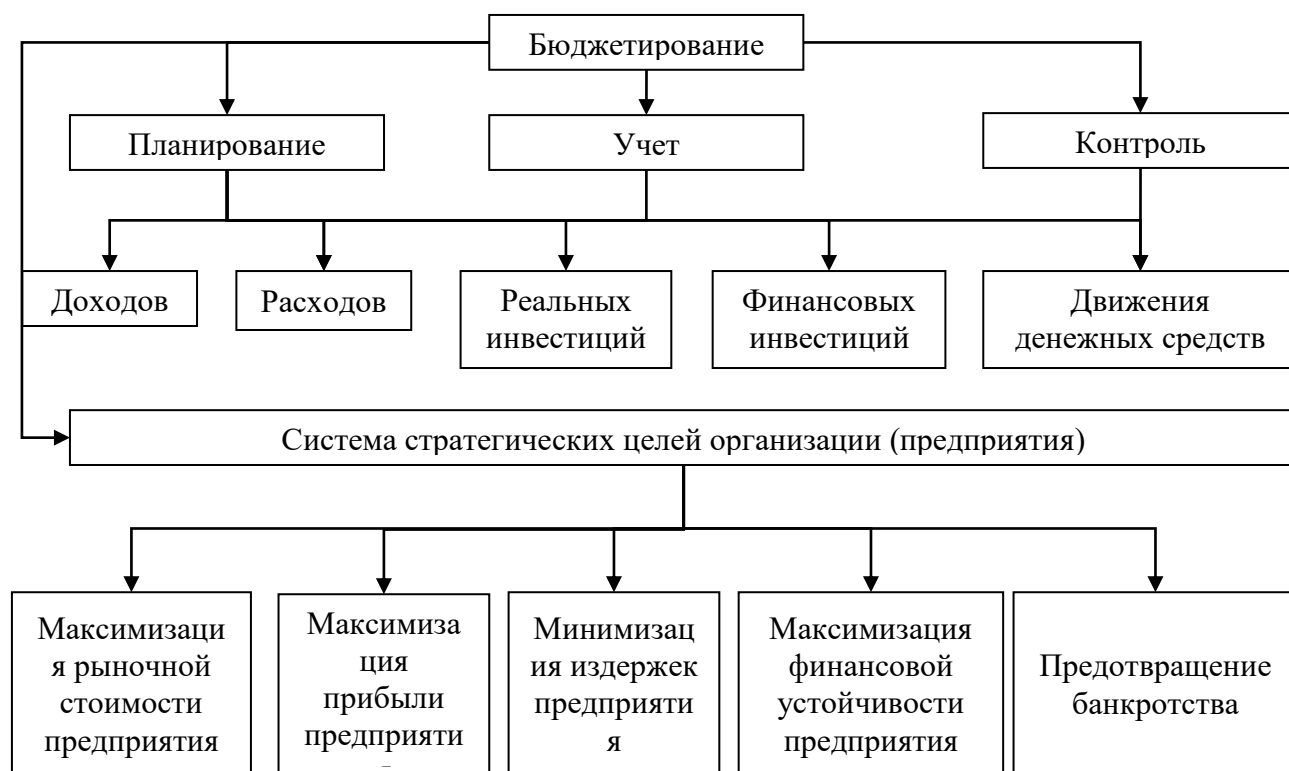 Бюджетирование
Планирование
Учет
Контроль
Доходов
Расходов
Реальных
инвестиций
Финансовых
инвестиций
Движения
денежных средств
Система стратегических целей организации (предприятия)
Максимизаци
я рыночной
стоимости
предприятия
Максимиза
ция
прибыли
предприяти
Минимизац
ия издержек
предприяти
я
Максимизация
финансовой
устойчивости
предприятия
Предотвращение
банкротства